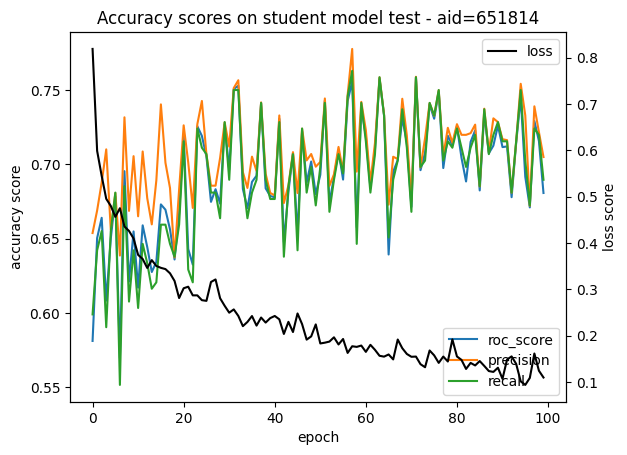 Accuracy scores on student model test - aid=651814
loss
0.75
0.70
0.65
0.60
0.55
accuracy score
0.8
0.7
0.6
0.5
0.4
0.3
0.2
0.1
loss score
roc_score
precision
recall
0 20 40 60 80 100
epoch